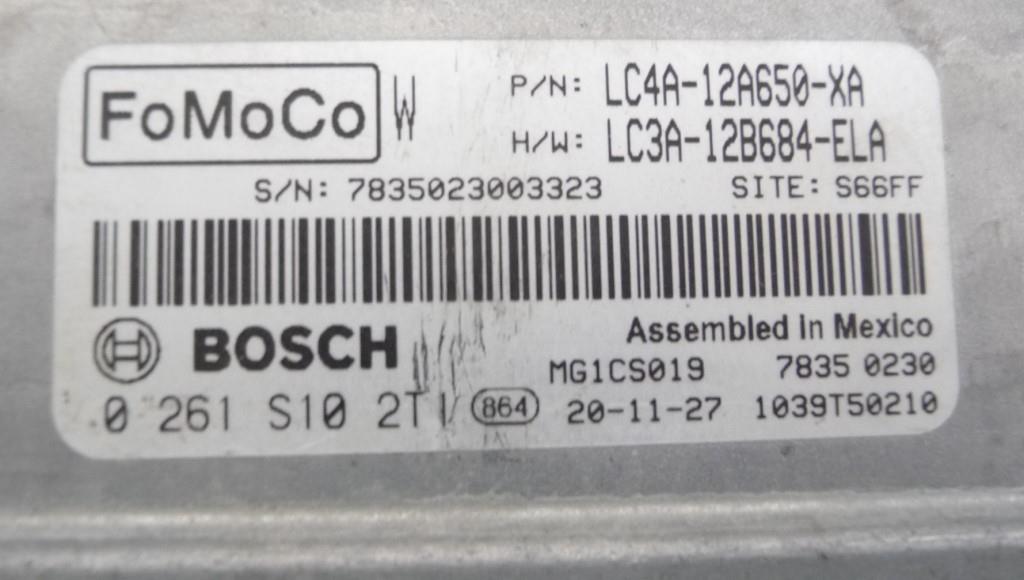 FoMoCo W P/N: LC4A-12A650-XA
H/W: LC3A-12B684-ELA
S/N: 7835023003323 SITE: S66FF
BOSCH Assembled in Mexico
MG1CS019 7835 0230
0 261 S10 864 20-11-27 1039T50210